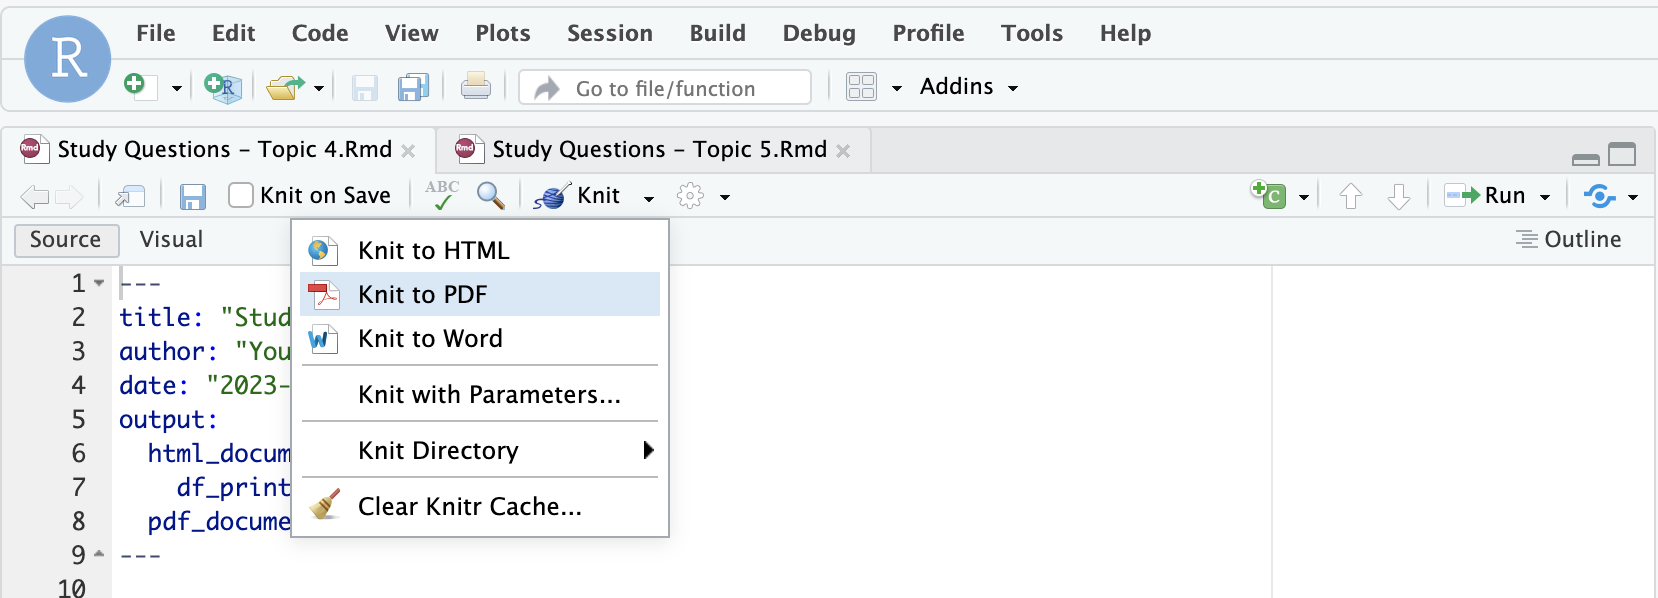 R File Edit Code View Plots Session Build Debug Profile Tools Help
R Go to file/function Addins
Rmd Study Questions – Topic 4.Rmd Rmd Study Questions – Topic 5.Rmd
Knit on Save ABC Knit C Run
Source Visual Outline
Knit to HTML
Knit to PDF
W Knit to Word
Knit with Parameters...
Knit Directory
Clear Knitr Cache...
1 ---
2 title: "Stud
3 author: "You
4 date: "2023-
5 output:
6 html_docum
7 df_print
8 pdf_docume
9 ---
10